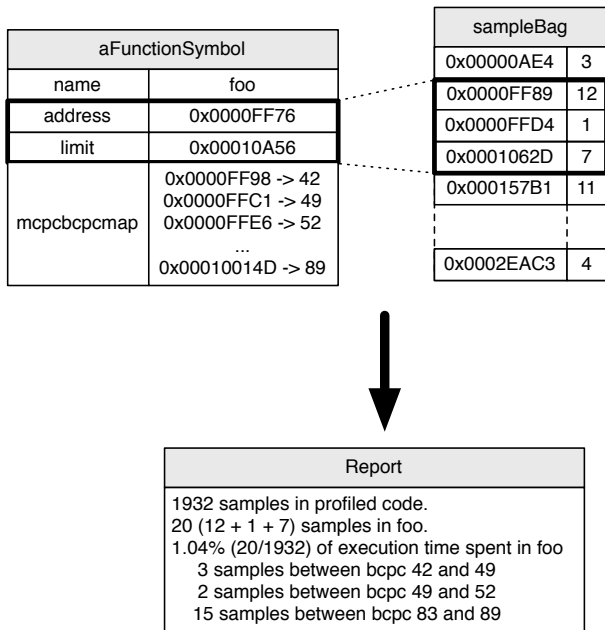 aFunctionSymbol
name foo
address 0x0000FF76
limit 0x00010A56
mcpcbcpcmap
0x0000FF98 -> 42
0x0000FFC1 -> 49
0x0000FFE6 -> 52
...
0x00010014D -> 89
sampleBag
0x00000AE4 3
0x0000FF89 12
0x0000FFD4 1
0x0001062D 7
0x000157B1 11
0x0002EAC3 4
Report
1932 samples in profiled code.
20 (12 + 1 + 7) samples in foo.
1.04% (20/1932) of execution time spent in foo
3 samples between bcpc 42 and 49
2 samples between bcpc 49 and 52
15 samples between bcpc 83 and 89